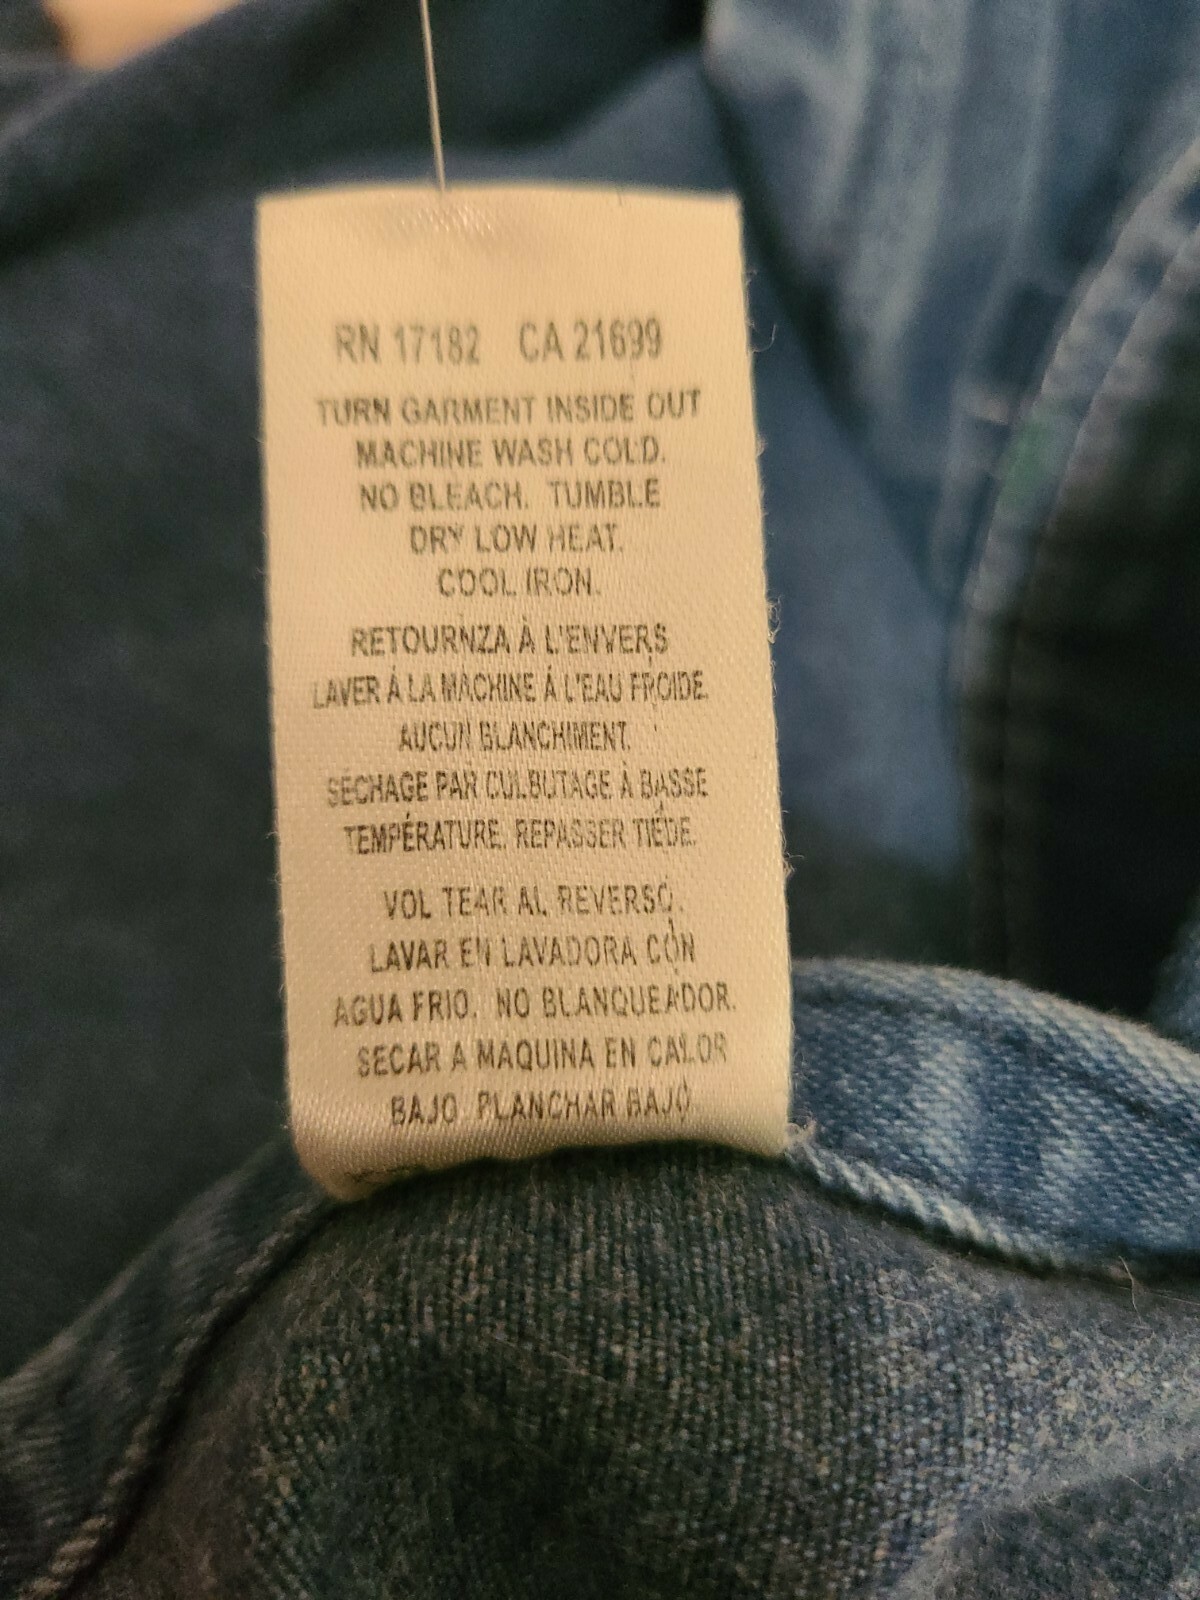 RN 17182 CA 21699
TURN GARMENT INSIDE OUT
MACHINE WASH COLD.
NO BLEACH. TUMBLE
DRY LOW HEAT.
COOL IRON.
RETOURNZA À L'ENVERS
LAVER À LA MACHINE À L'EAU FROIDE.
AUCUN BLANCHIMENT.
SÉCHAGE PAR CULBUTAGE À BASSE
TEMPÉRATURE. REPASSER TIÉDE.
VOL TEAR AL REVERSO.
LAVAR EN LAVADORA CON
AGUA FRIO. NO BLANQUEADOR.
SECAR A MAQUINA EN CALOR
BAJO PLANCHAR BAJO